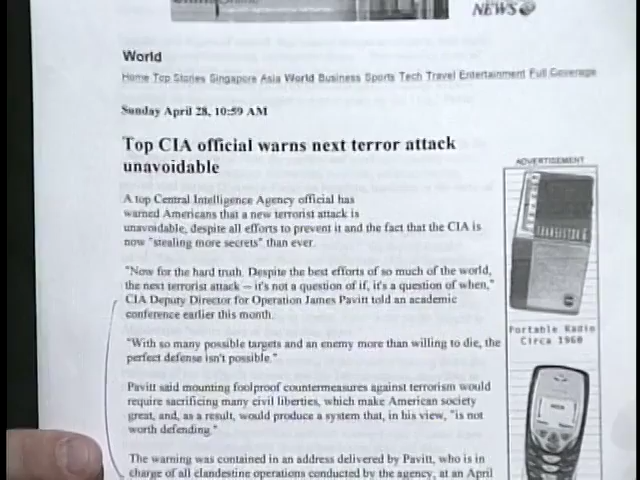 NEWS
World
Home Top Stories Singapore Asia World Business Sports Tech Travel Entertainment Full Coverage
Sunday April 28, 10:59 AM
Top CIA official warns next terror attack
unavoidable
ADVERTISEMENT
A top Central Intelligence Agency official has
warned Americans that a new terrorist attack is
unavoidable, despite all efforts to prevent it and the fact that the CIA is
now "stealing more secrets" than ever.
"Now for the hard truth. Despite the best efforts of so much of the world,
the next terrorist attack -- it's not a question of if, it's a question of when,"
CIA Deputy Director for Operation James Pavitt told an academic
conference earlier this month.
Portable Radio
Circa 1960
"With so many possible targets and an enemy more than willing to die, the
perfect defense isn't possible."
Pavitt said mounting foolproof countermeasures against terrorism would
require sacrificing many civil liberties, which make American society
great, and, as a result, would produce a system that, in his view, "is not
worth defending."
The warning was contained in an address delivered by Pavitt, who is in
charge of all clandestine operations conducted by the agency, at an April